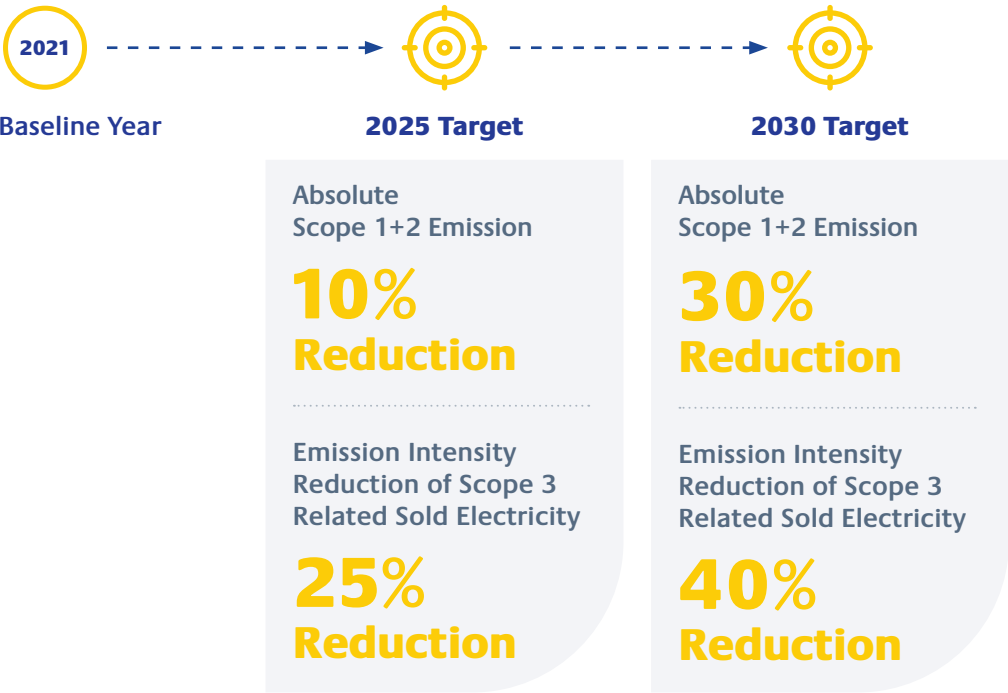 2021
Baseline Year
2025 Target
Absolute
Scope 1+2 Emission
10%
Reduction
Emission Intensity
Reduction of Scope 3
Related Sold Electricity
25%
Reduction
2030 Target
Absolute
Scope 1+2 Emission
30%
Reduction
Emission Intensity
Reduction of Scope 3
Related Sold Electricity
40%
Reduction